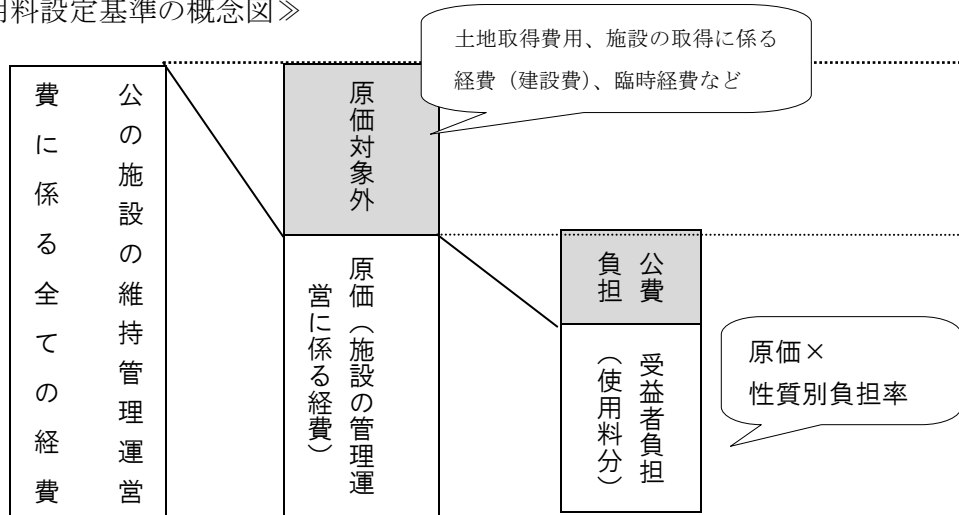 用料設定基準の概念図≫
土地取得費用、施設の取得に係る
経費（建設費）、臨時経費など
公の施設の維持管理運営
費に係る全ての経費
原価対象外
原価（施設の管理運
営に係る経費）
公費
負担
受益者負担
（使用料分）
原価×
性質別負担率